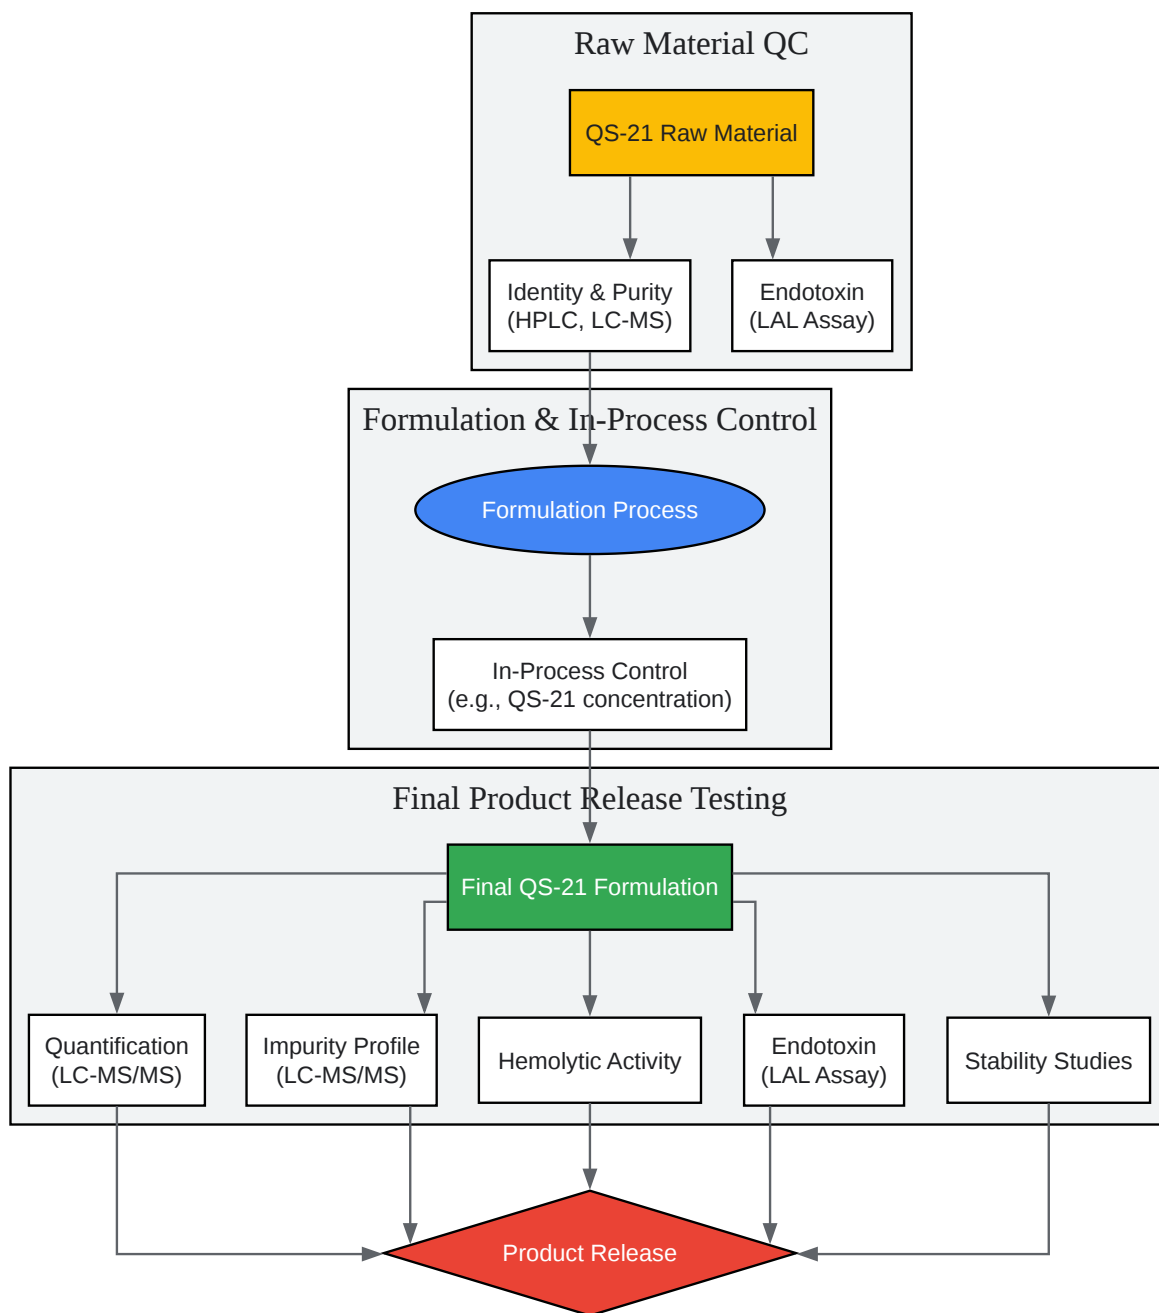 Raw Material QC
QS-21 Raw Material
Identity & Purity
(HPLC, LC-MS)
Endotoxin
(LAL Assay)
Formulation & In-Process Control
Formulation Process
In-Process Control
(e.g., QS-21 concentration)
Final Product Release Testing
Final QS-21 Formulation
Quantification
(LC-MS/MS)
Impurity Profile
(LC-MS/MS)
Hemolytic Activity
Endotoxin
(LAL Assay)
Stability Studies
Product Release